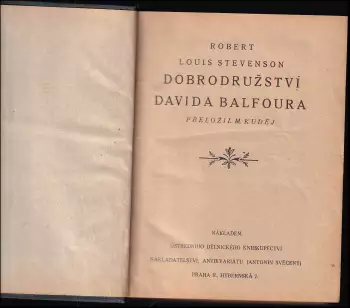 ROBERT
LOUIS STEVENSON
DOBRODRUŽSTVÍ
DAVIDA BALFOURA
PŘELOŽIL M. KUDĚJ
NÁKLADEM
ÚSTŘEDNÍHO DĚLNICKÉHO KNIHKUPECTVÍ
NAKLADATELSTVÍ, ANTIKVARIÁTU (ANTONÍN SVĚCENÝ)
PRAHA II. HYBERNSKÁ 7.